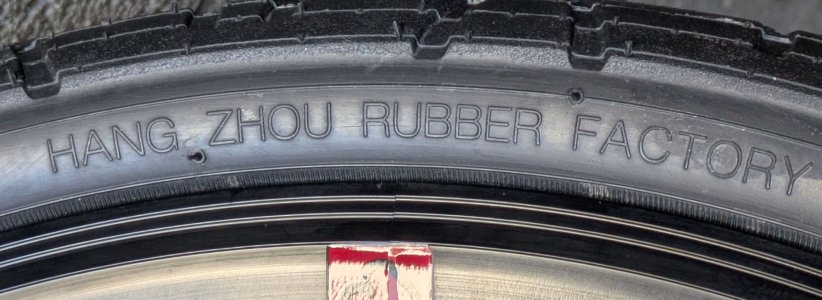 HANG ZHOU RUBBER FACTORY